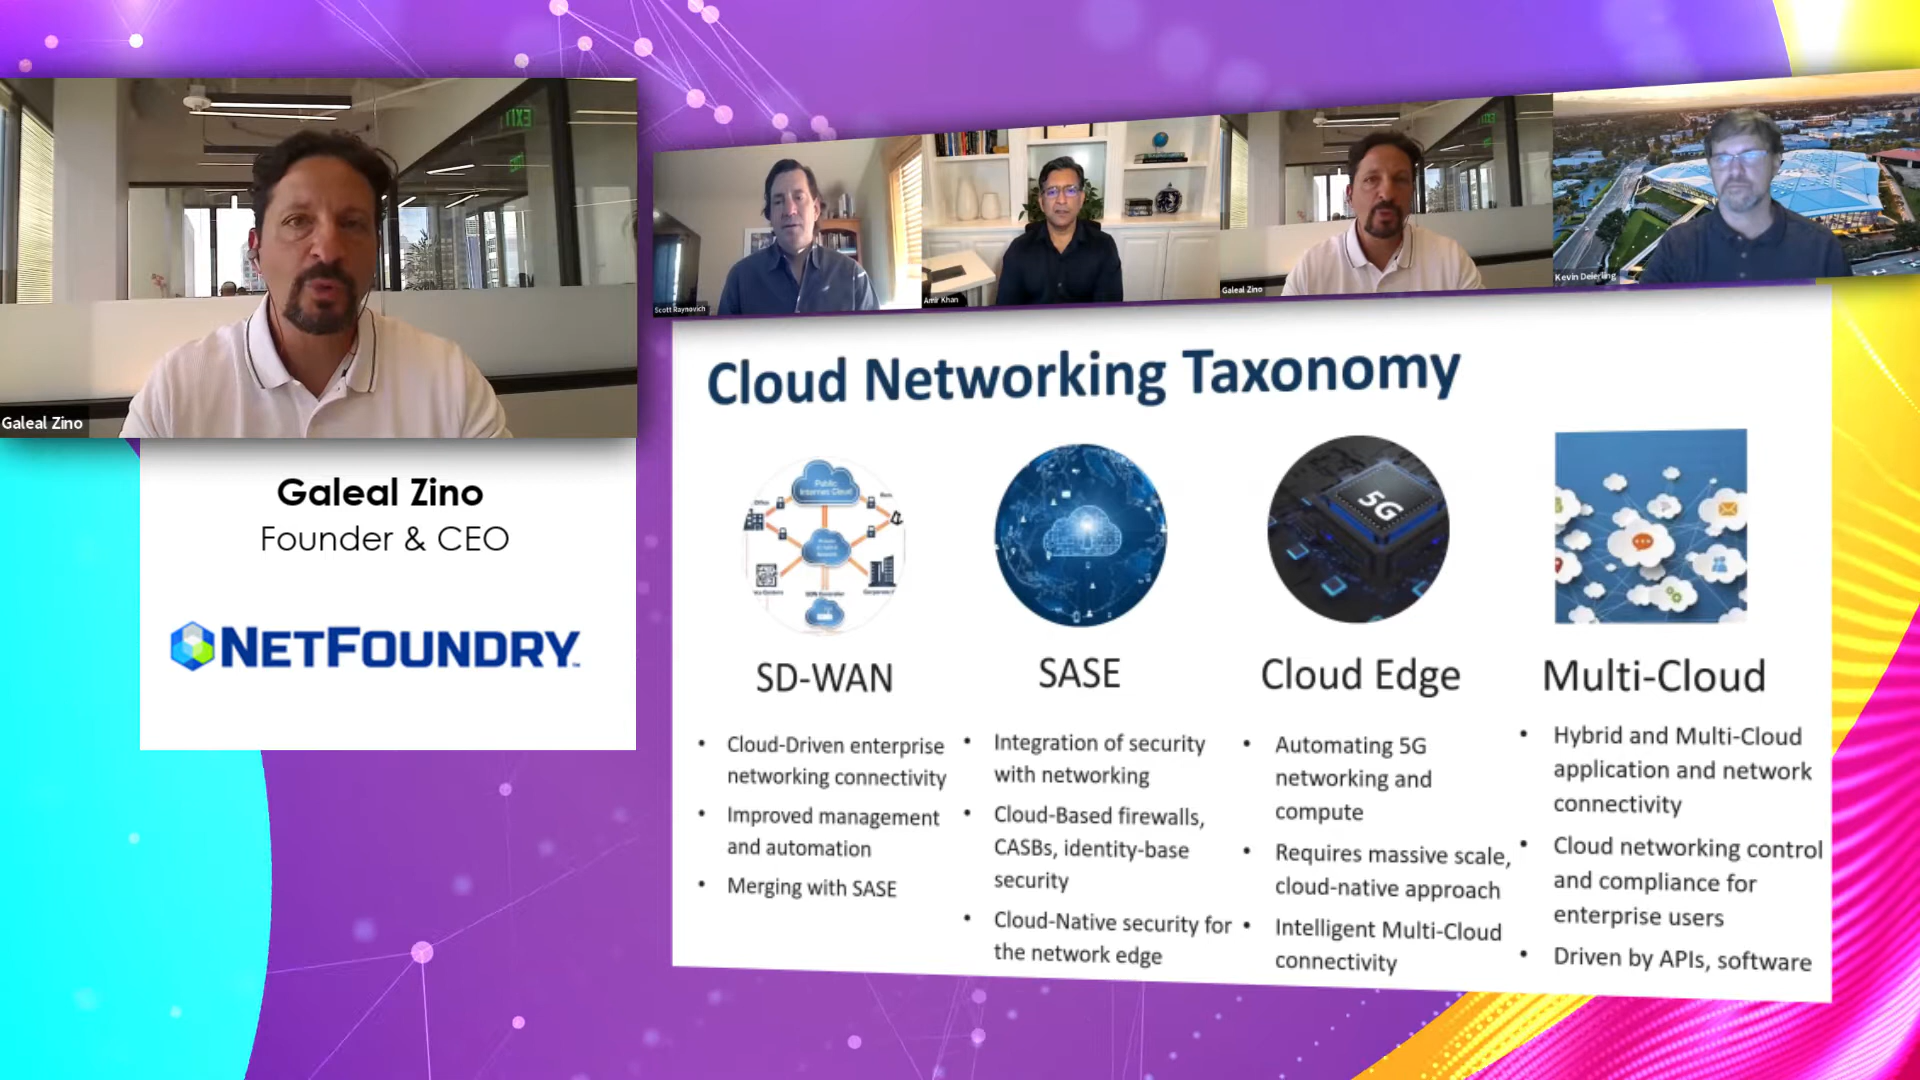 EXIT
Galeal Zino
Galeal Zino
Founder & CEO
NETFOUNDRY
Scott Raynovich
Amir Khan
Galeal Zino
Kevin Deierling
Cloud Networking Taxonomy
Public
Internet Cloud
Office
5G
SD-WAN
• Cloud-Driven enterprise
networking connectivity
• Improved management
and automation
• Merging with SASE
SASE
• Integration of security
with networking
• Cloud-Based firewalls,
CASBs, identity-base
security
• Cloud-Native security for
the network edge
Cloud Edge
• Automating 5G
networking and
compute
• Requires massive scale,
cloud-native approach
• Intelligent Multi-Cloud
connectivity
Multi-Cloud
• Hybrid and Multi-Cloud
application and network
connectivity
• Cloud networking control
and compliance for
enterprise users
• Driven by APIs, software